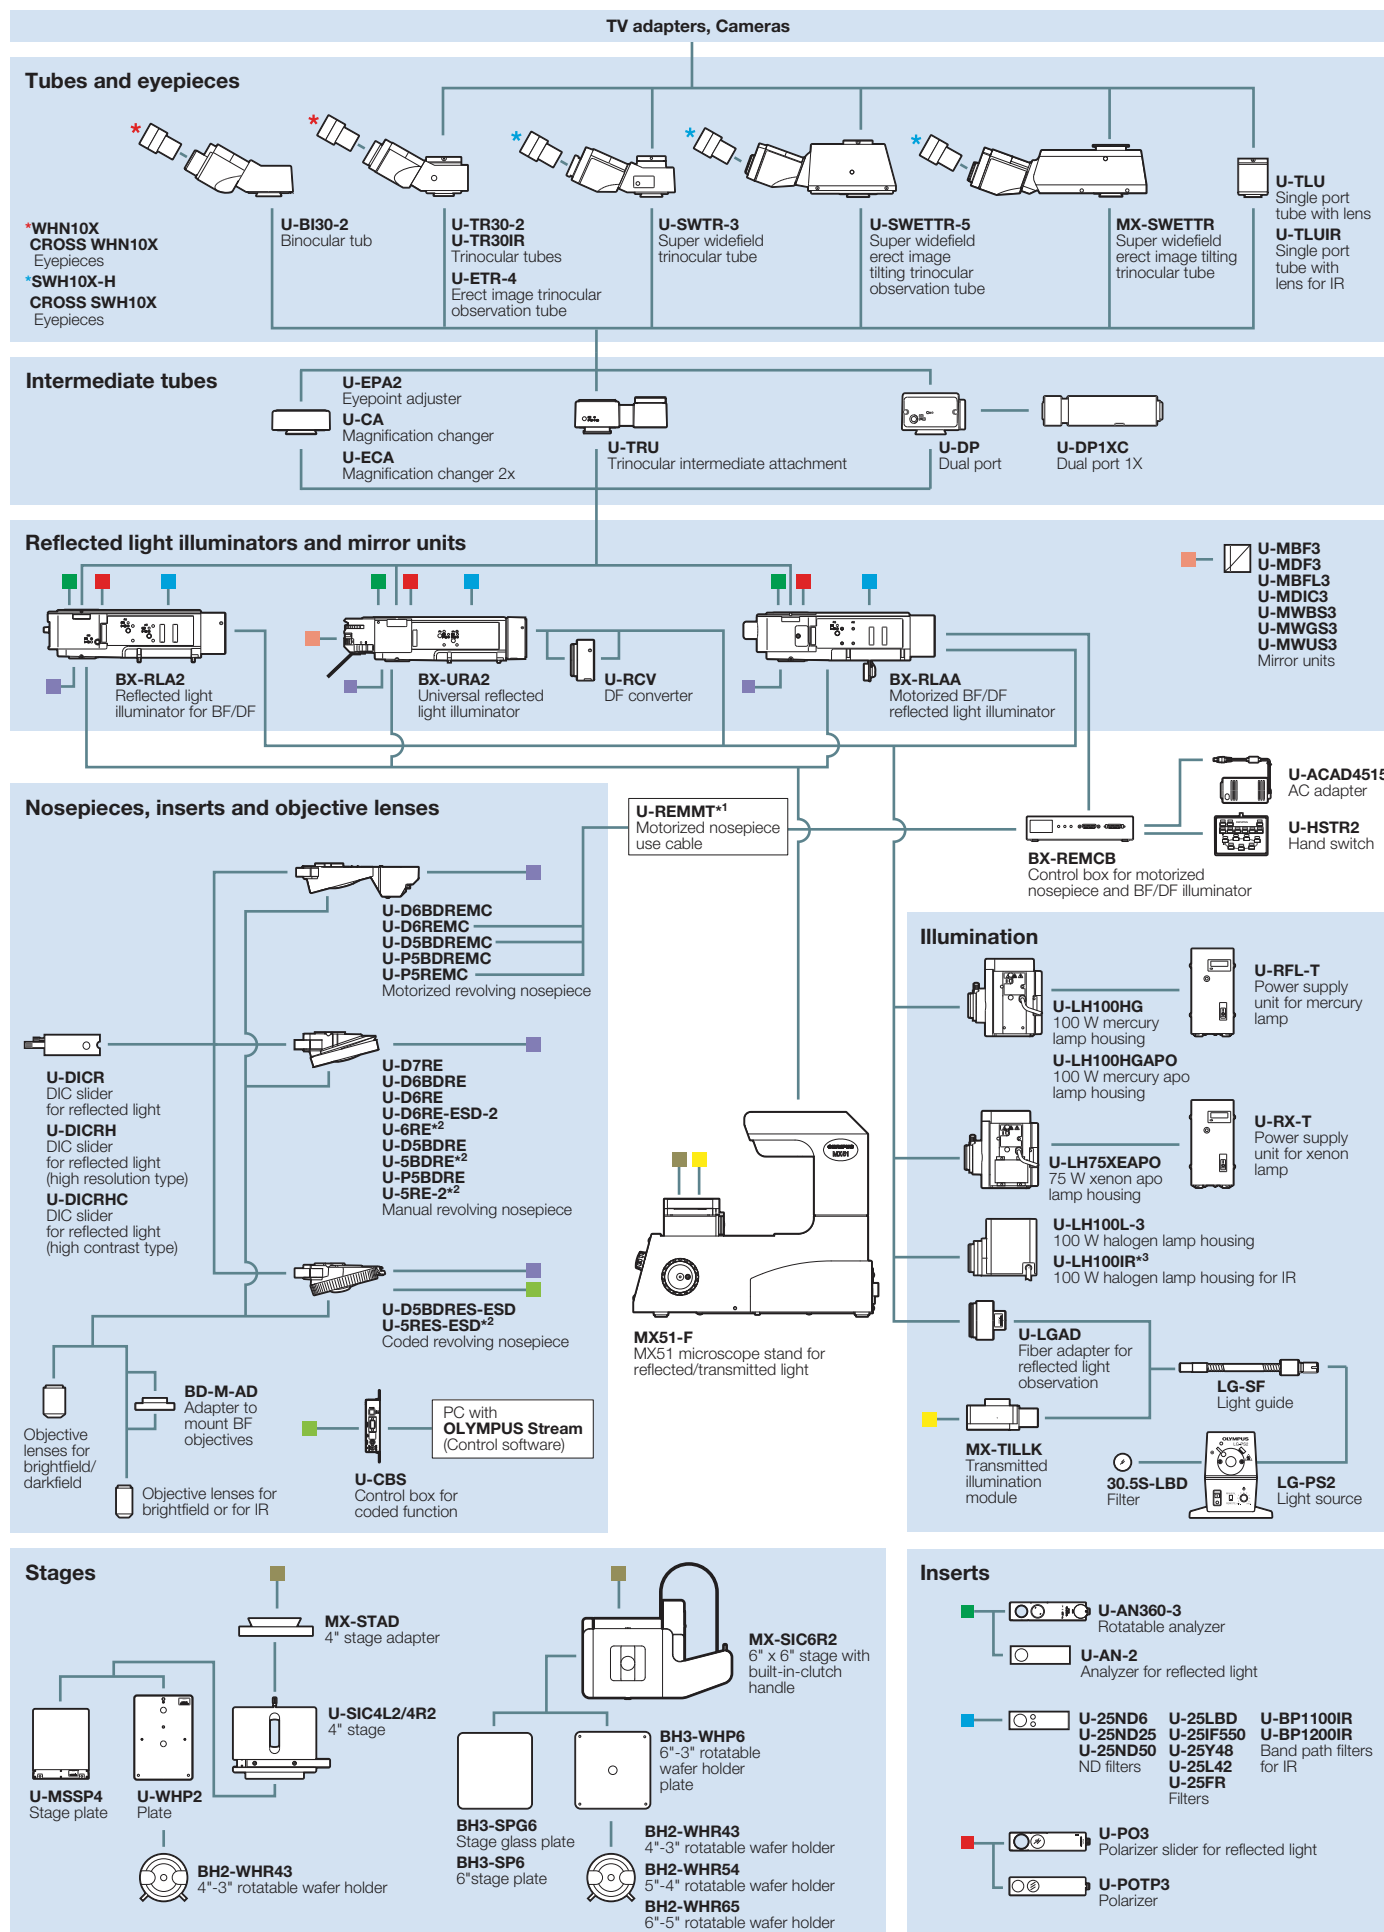 TV adapters, Cameras
Tubes and eyepieces
*WHN10X
CROSS WHN10X
Eyepieces
*SWH10X-H
CROSS SWH10X
Eyepieces
U-BI30-2
Binocular tub
U-TR30-2
U-TR30IR
Trinocular tubes
U-ETR-4
Erect image trinocular
observation tube
U-SWTR-3
Super widefield
trinocular tube
U-SWETTR-5
Super widefield
erect image
tilting trinocular
observation tube
MX-SWETTR
Super widefield
erect image tilting
trinocular tube
U-TLU
Single port
tube with lens
U-TLUIR
Single port
tube with
lens for IR
Intermediate tubes
U-EPA2
Eyepoint adjuster
U-CA
Magnification changer
U-ECA
Magnification changer 2x
U-TRU
Trinocular intermediate attachment
U-DP
Dual port
U-DP1XC
Dual port 1X
Reflected light illuminators and mirror units
U-MBF3
U-MDF3
U-MBFL3
U-MDIC3
U-MWBS3
U-MWGS3
U-MWUS3
Mirror units
BX-RLA2
Reflected light
illuminator for BF/DF
BX-URA2
Universal reflected
light illuminator
U-RCV
DF converter
BX-RLAA
Motorized BF/DF
reflected light illuminator
U-ACAD4515
AC adapter
U-HSTR2
Hand switch
BX-REMCB
Control box for motorized
nosepiece and BF/DF illuminator
U-REMMT*1
Motorized nosepiece
use cable
Nosepieces, inserts and objective lenses
U-D6BDREMC
U-D6REMC
U-D5BDREMC
U-P5BDREMC
U-P5REMC
Motorized revolving nosepiece
U-DICR
DIC slider
for reflected light
U-DICRH
DIC slider
for reflected light
(high resolution type)
U-DICRHC
DIC slider
for reflected light
(high contrast type)
U-D7RE
U-D6BDRE
U-D6RE
U-D6RE-ESD-2
U-6RE*2
U-D5BDRE
U-5BDRE*2
U-P5BDRE
U-5RE-2*2
Manual revolving nosepiece
U-D5BDRES-ESD
U-5RES-ESD*2
Coded revolving nosepiece
Objective
lenses for
brightfield/
darkfield
BD-M-AD
Adapter to
mount BF
objectives
Objective lenses for
brightfield or for IR
U-CBS
Control box for
coded function
PC with
OLYMPUS Stream
(Control software)
OLYMPUS
MX51
MX51-F
MX51 microscope stand for
reflected/transmitted light
Illumination
U-LH100HG
100 W mercury
lamp housing
U-LH100HGAPO
100 W mercury apo
lamp housing
U-RFL-T
Power supply
unit for mercury
lamp
U-LH75XEAPO
75 W xenon apo
lamp housing
U-RX-T
Power supply
unit for xenon
lamp
U-LH100L-3
100 W halogen lamp housing
U-LH100IR*3
100 W halogen lamp housing for IR
U-LGAD
Fiber adapter for
reflected light
observation
LG-SF
Light guide
MX-TILLK
Transmitted
illumination
module
30.5S-LBD
Filter
OLYMPUS
LG-PS2
LG-PS2
Light source
Stages
MX-STAD
4" stage adapter
U-SIC4L2/4R2
4" stage
U-MSSP4
Stage plate
U-WHP2
Plate
BH2-WHR43
4"-3" rotatable wafer holder
MX-SIC6R2
6" x 6" stage with
built-in-clutch
handle
BH3-WHP6
6"-3" rotatable
wafer holder
plate
BH3-SPG6
Stage glass plate
BH3-SP6
6"stage plate
BH2-WHR43
4"-3" rotatable wafer holder
BH2-WHR54
5"-4" rotatable wafer holder
BH2-WHR65
6"-5" rotatable wafer holder
Inserts
U-AN360-3
Rotatable analyzer
U-AN-2
Analyzer for reflected light
U-25ND6
U-25ND25
U-25ND50
ND filters
U-25LBD
U-25IF550
U-25Y48
U-25L42
U-25FR
Filters
U-BP1100IR
U-BP1200IR
Band path filters
for IR
U-PO3
Polarizer slider for reflected light
U-POTP3
Polarizer